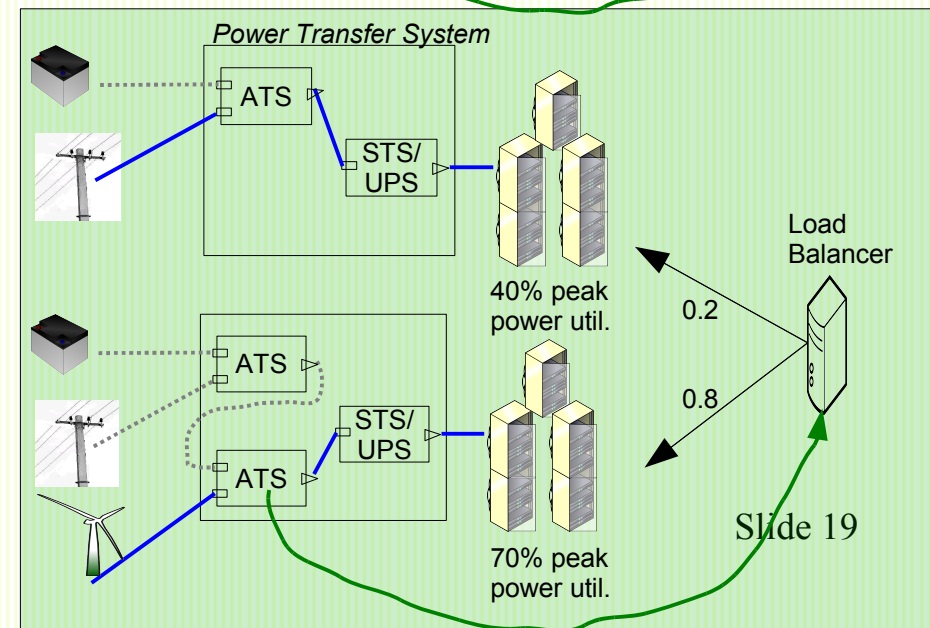 Power Transfer System
ATS
STS/
UPS
40% peak
power util.
Load
Balancer
0.2
0.8
ATS
STS/
UPS
ATS
70% peak
power util.
Slide 19